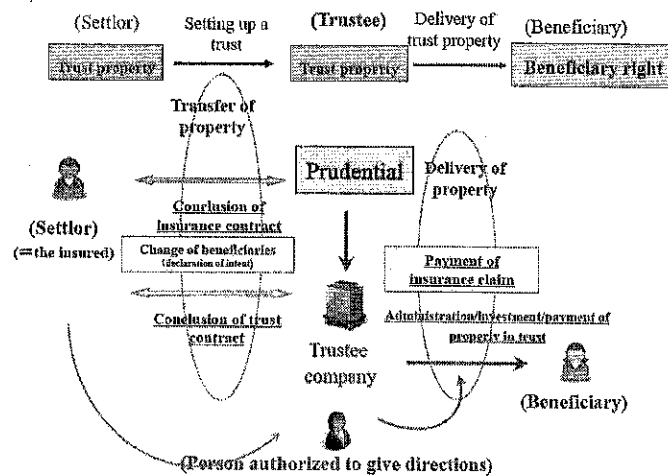 (Settlor)
Setting up a
trust
(Trustee)
Delivery of
trust property
(Beneficiary)
Trust property
Trust property
Beneficiary right
Transfer of
property
Prudential
Delivery of
property
(Settlor)
(=the insured)
Conclusion of
Insurance contract
Change of beneficiaries
(declaration of intent)
Payment of
insurance claim
Conclusion of trust
contract
Administration/investment/payment of
property in trust
Trustee
company
(Beneficiary)
(Person authorized to give directions)